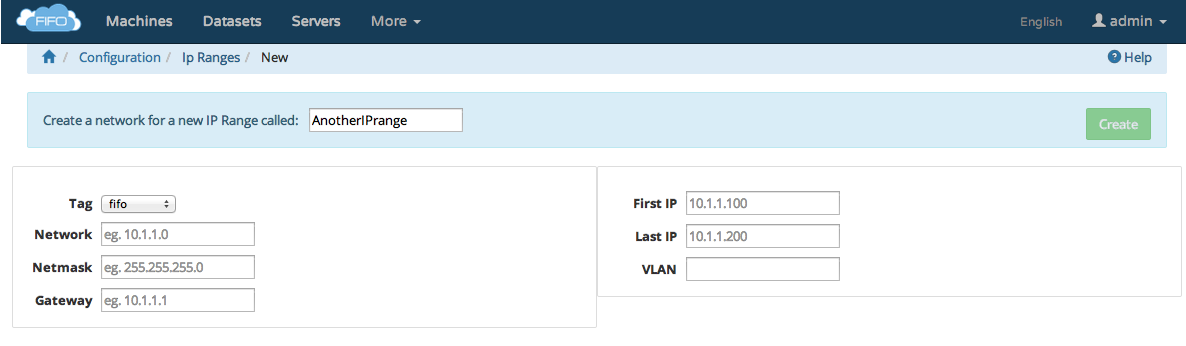 FIFO Machines Datasets Servers More English admin
/ Configuration / Ip Ranges / New ? Help
Create a network for a new IP Range called: AnotherIPrange Create
Tag fifo
Network eg. 10.1.1.0
Netmask eg. 255.255.255.0
Gateway eg. 10.1.1.1
First IP 10.1.1.100
Last IP 10.1.1.200
VLAN